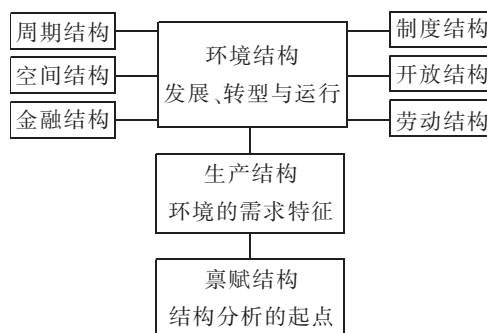 周期结构
空间结构
金融结构
环境结构
发展、转型与运行
制度结构
开放结构
劳动结构
生产结构
环境的需求特征
禀赋结构
结构分析的起点